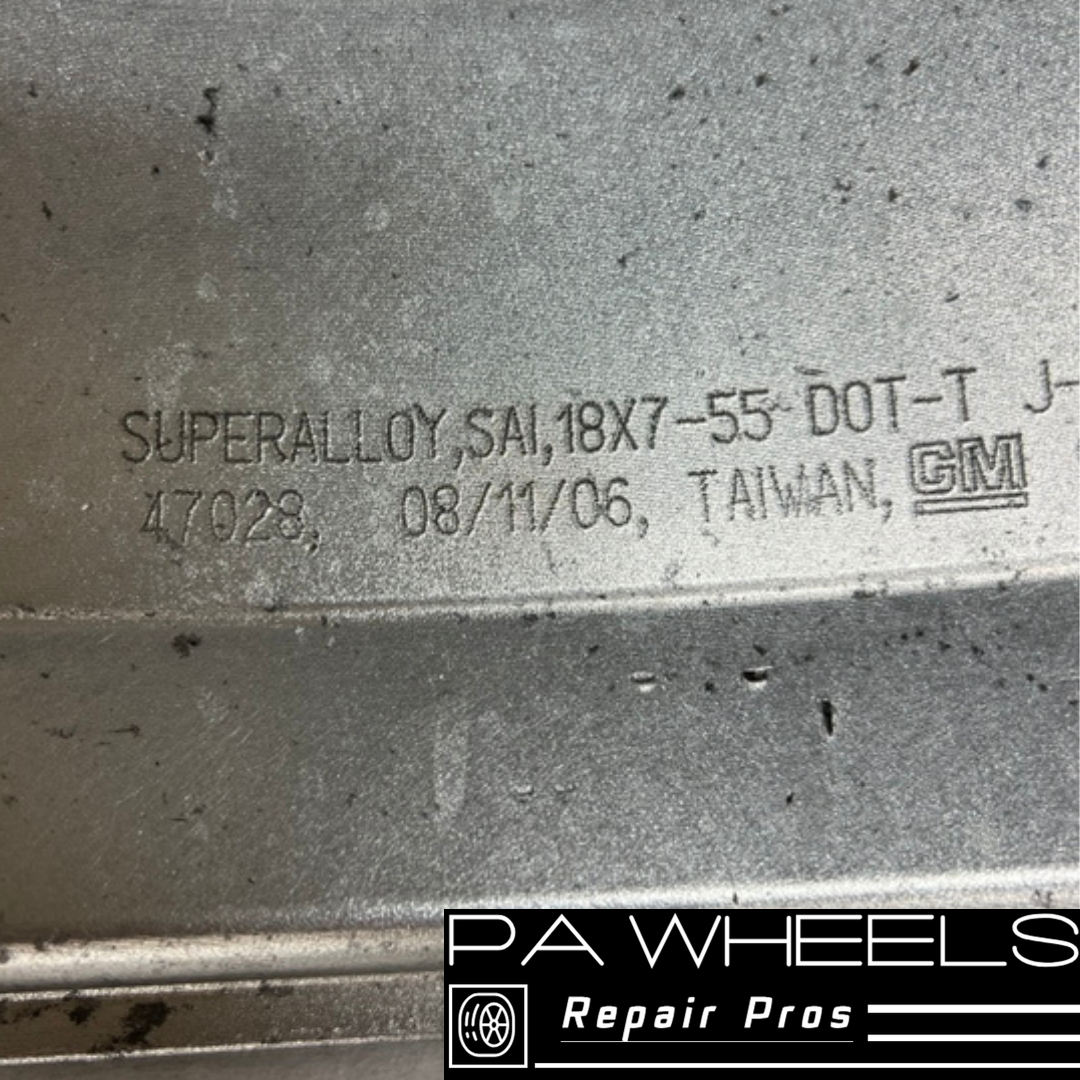 SUPERALLOY,SAI,18X7-55 DOT-T J-
47028, 08/11/06, TAIWAN, GM
PA WHEELS
Repair Pros